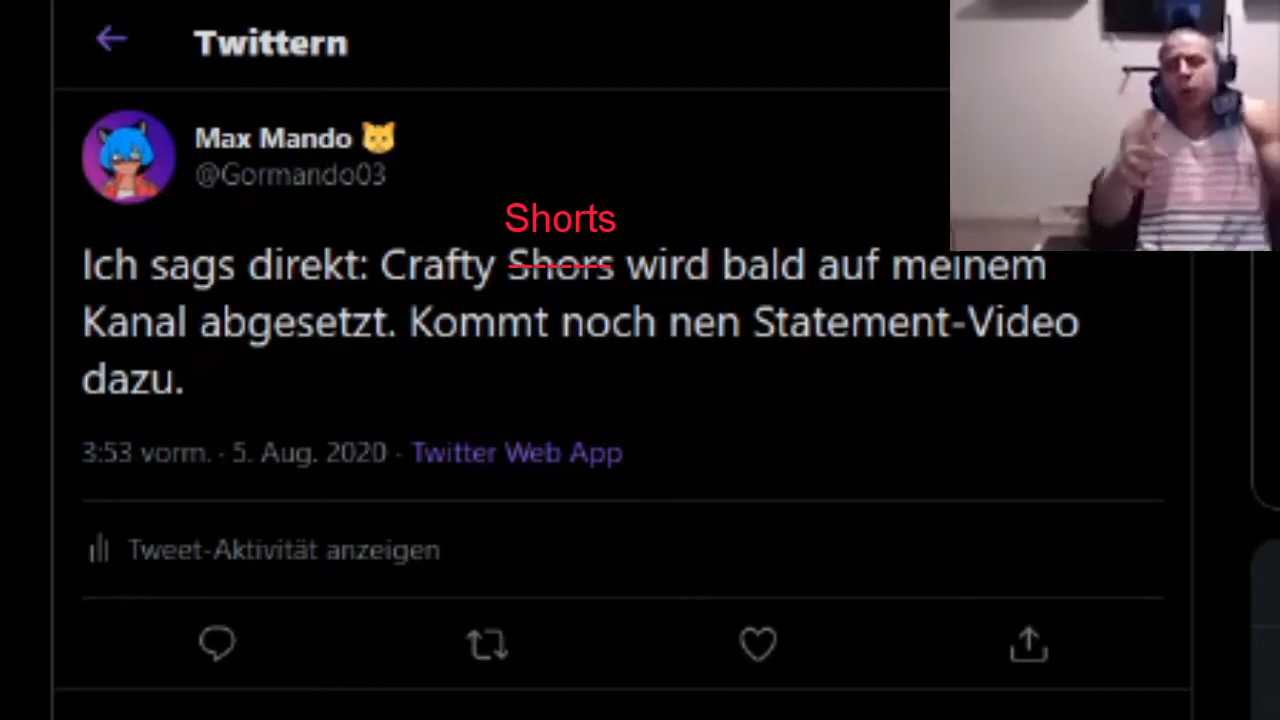 Twittern
Max Mando 🐱
@Gormando03
Shorts
Ich sags direkt: Crafty Shors wird bald auf meinem
Kanal abgesetzt. Kommt noch nen Statement-Video
dazu.
3:53 vorm. · 5. Aug. 2020 · Twitter Web App
Tweet-Aktivität anzeigen